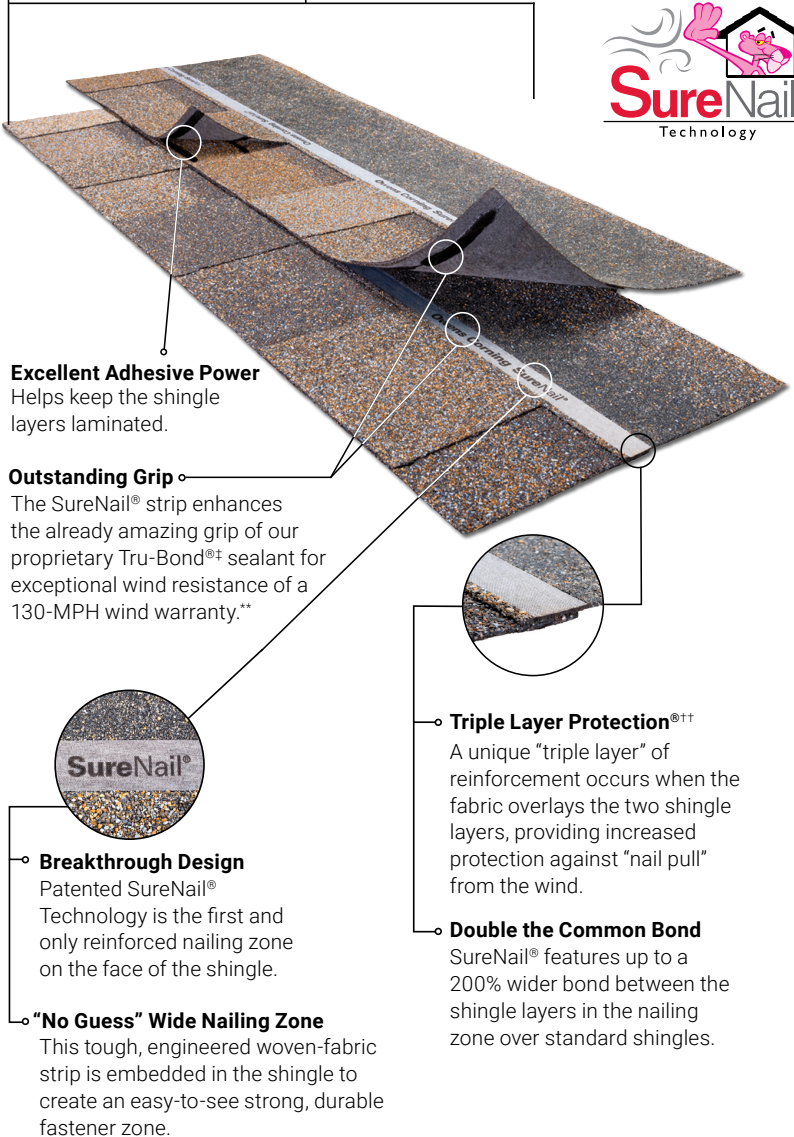 SureNail
Technology
Owens Corning Sure
Owens Corning SureNail®
Excellent Adhesive Power
Helps keep the shingle
layers laminated.
Outstanding Grip
The SureNail® strip enhances
the already amazing grip of our
proprietary Tru-Bond®‡ sealant for
exceptional wind resistance of a
130-MPH wind warranty.**
SureNail®
Breakthrough Design
Patented SureNail®
Technology is the first and
only reinforced nailing zone
on the face of the shingle.
“No Guess” Wide Nailing Zone
This tough, engineered woven-fabric
strip is embedded in the shingle to
create an easy-to-see strong, durable
fastener zone.
Triple Layer Protection®††
A unique “triple layer” of
reinforcement occurs when the
fabric overlays the two shingle
layers, providing increased
protection against “nail pull”
from the wind.
Double the Common Bond
SureNail® features up to a
200% wider bond between the
shingle layers in the nailing
zone over standard shingles.